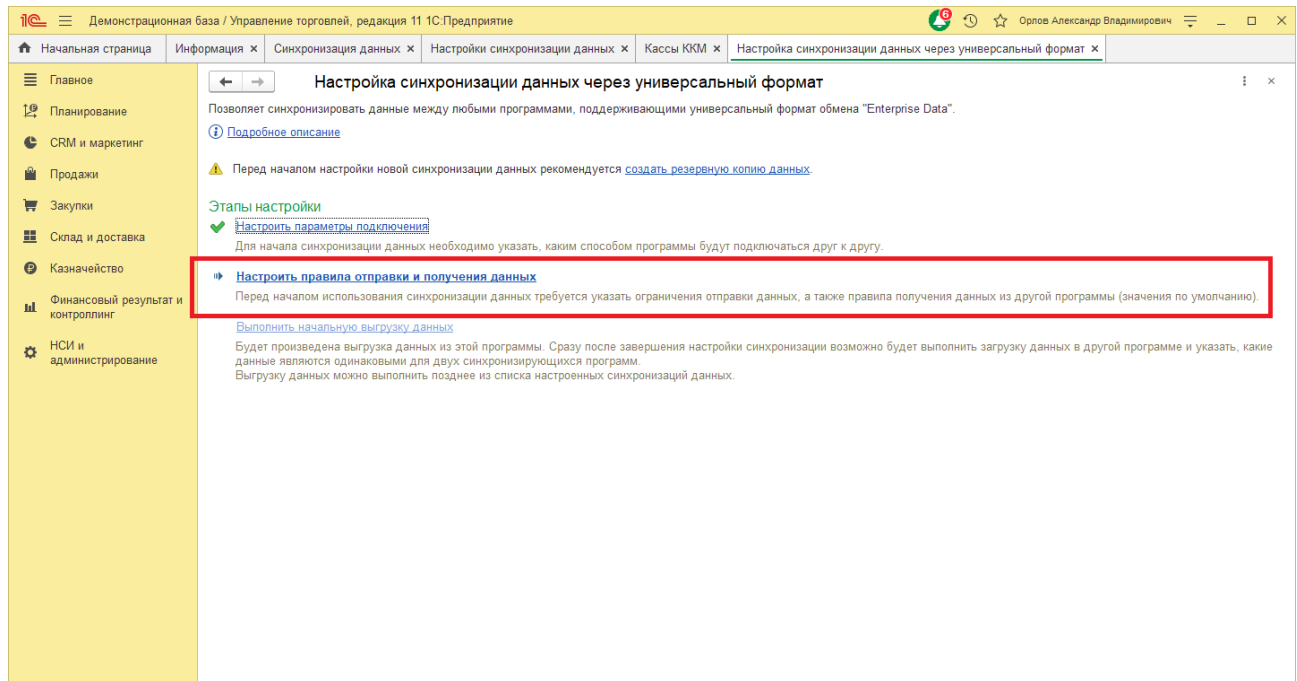 1С Демонстрационная база / Управление торговлей, редакция 11 1С:Предприятие 6 Орлов Александр Владимирович
Начальная страница Информация × Синхронизация данных × Настройки синхронизации данных × Кассы ККМ × Настройка синхронизации данных через универсальный формат ×
Главное
Планирование
CRM и маркетинг
Продажи
Закупки
Склад и доставка
Казначейство
Финансовый результат и
контроллинг
НСИ и
администрирование
Настройка синхронизации данных через универсальный формат
Позволяет синхронизировать данные между любыми программами, поддерживающими универсальный формат обмена "Enterprise Data".
Подробное описание
Перед началом настройки новой синхронизации данных рекомендуется создать резервную копию данных.
Этапы настройки
Настроить параметры подключения
Для начала синхронизации данных необходимо указать, каким способом программы будут подключаться друг к другу.
Настроить правила отправки и получения данных
Перед началом использования синхронизации данных требуется указать ограничения отправки данных, а также правила получения данных из другой программы (значения по умолчанию).
Выполнить начальную выгрузку данных
Будет произведена выгрузка данных из этой программы. Сразу после завершения настройки синхронизации возможно будет выполнить загрузку данных в другой программе и указать, какие
данные являются одинаковыми для двух синхронизирующихся программ.
Выгрузку данных можно выполнить позднее из списка настроенных синхронизаций данных.